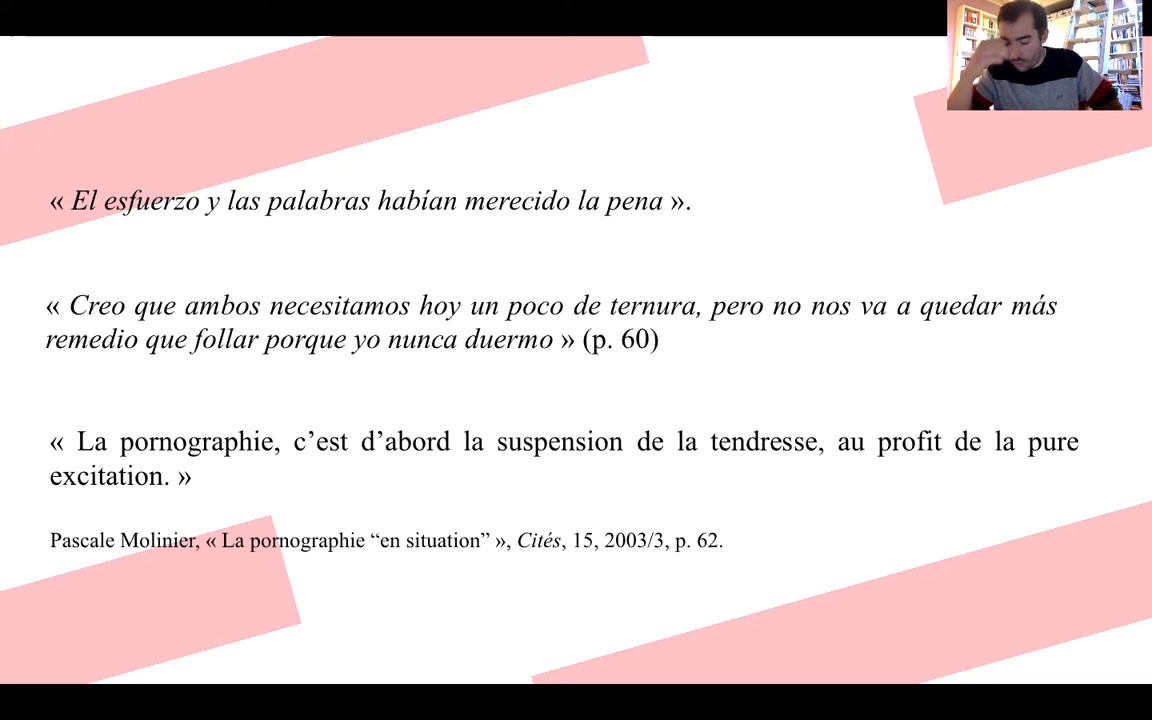 « El esfuerzo y las palabras habían merecido la pena ».
« Creo que ambos necesitamos hoy un poco de ternura, pero no nos va a quedar más
remedio que follar porque yo nunca duermo » (p. 60)
« La pornographie, c’est d’abord la suspension de la tendresse, au profit de la pure
excitation. »
Pascale Molinier, « La pornographie “en situation” », Cités, 15, 2003/3, p. 62.